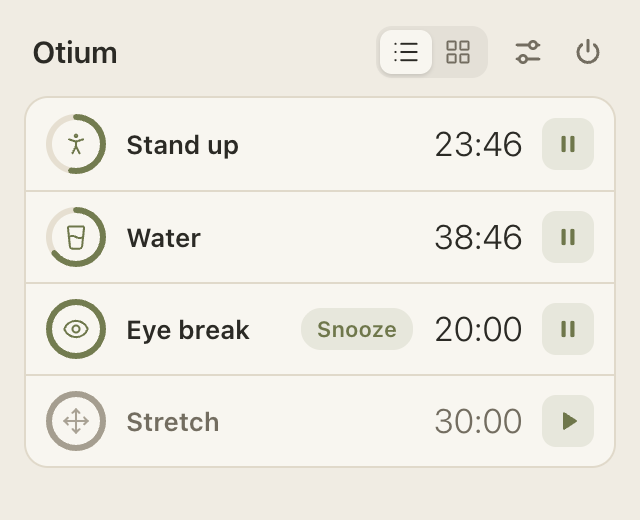 Otium
Stand up 23:46
Water 38:46
Eye break Snooze 20:00
Stretch 30:00